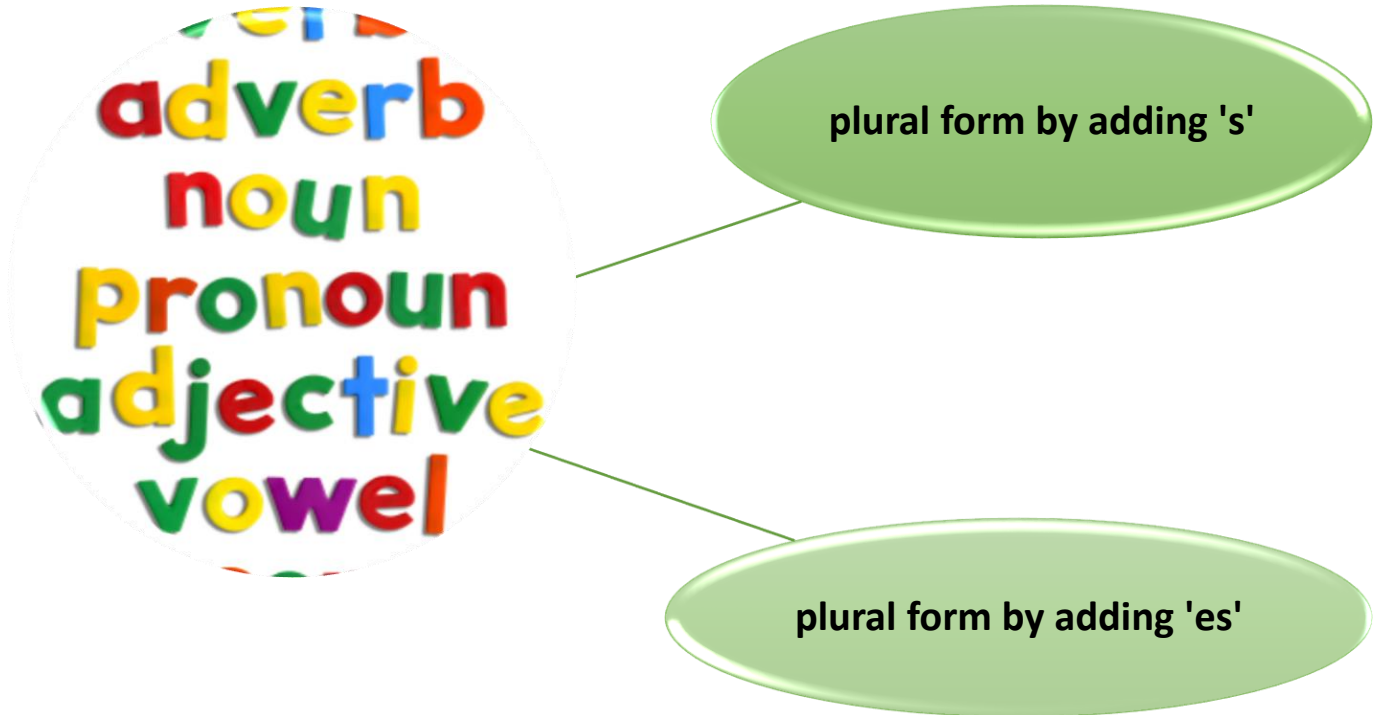 adverb
noun
pronoun
adjective
vowel
plural form by adding 's'
plural form by adding 'es'